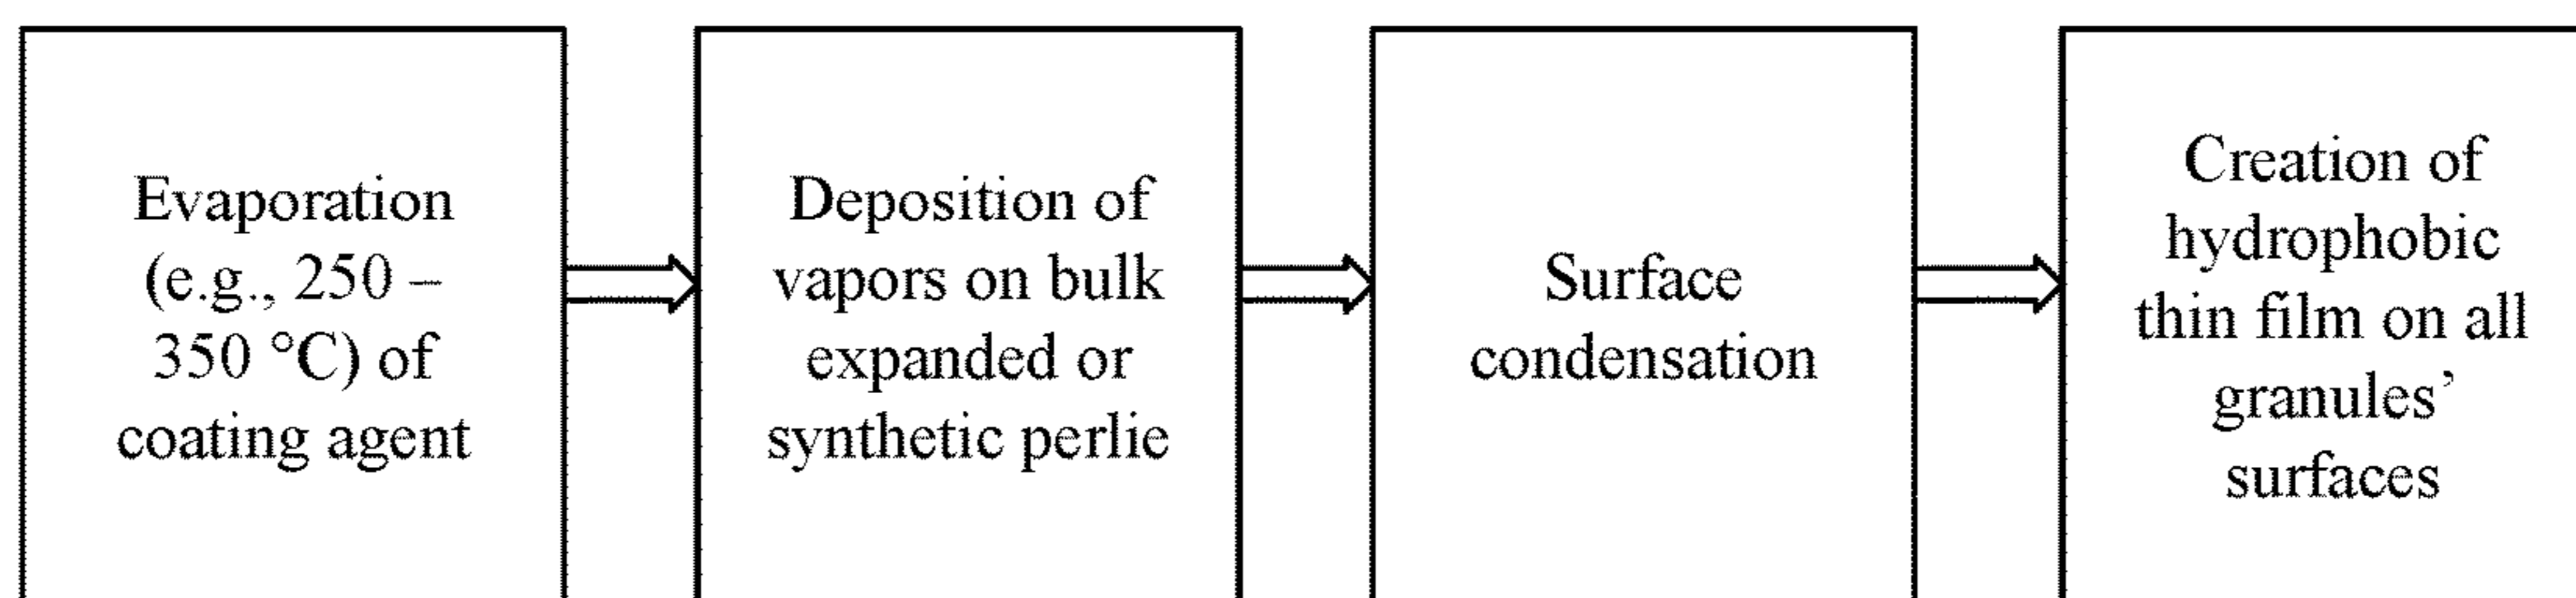 Evaporation
(e.g., 250 –
350 °C) of
coating agent
Deposition of
vapors on bulk
expanded or
synthetic perlie
Surface
condensation
Creation of
hydrophobic
thin film on all
granules’
surfaces